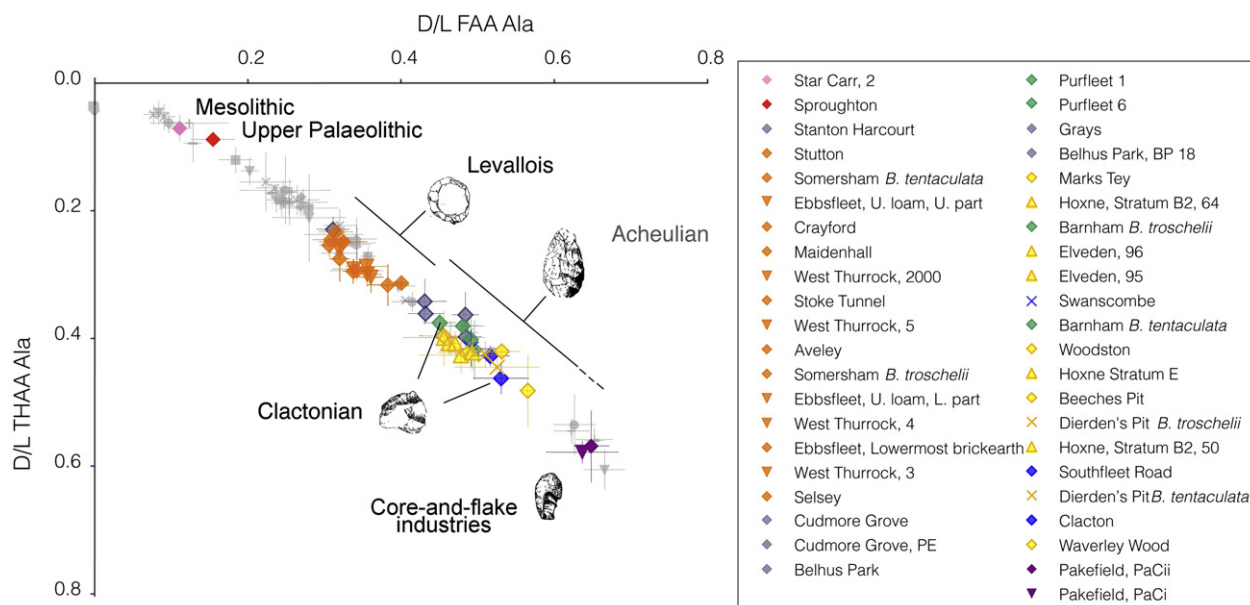 D/L FAA Ala
0.2
0.4
0.6
0.8
0.0
0.2
0.4
0.6
0.8
D/L THAA Ala
Mesolithic
Upper Palaeolithic
Levallois
Acheulian
Clactonian
Core-and-flake
industries
Star Carr, 2
Sproughton
Stanton Harcourt
Stutton
Somersham B. tentaculata
Ebbsfleet, U. loam, U. part
Crayford
Maidenhall
West Thurrock, 2000
Stoke Tunnel
West Thurrock, 5
Aveley
Somersham B. troschelii
Ebbsfleet, U. loam, L. part
West Thurrock, 4
Ebbsfleet, Lowermost brickearth
West Thurrock, 3
Selsey
Cudmore Grove
Cudmore Grove, PE
Belhus Park
Purfleet 1
Purfleet 6
Grays
Belhus Park, BP 18
Marks Tey
Hoxne, Stratum B2, 64
Barnham B. troschelii
Elveden, 96
Elveden, 95
Swanscombe
Barnham B. tentaculata
Woodston
Hoxne Stratum E
Beeches Pit
Dierden's Pit B. troschelii
Hoxne, Stratum B2, 50
Southfleet Road
Dierden's Pit B. tentaculata
Clacton
Waverley Wood
Pakefield, PaCii
Pakefield, PaCi